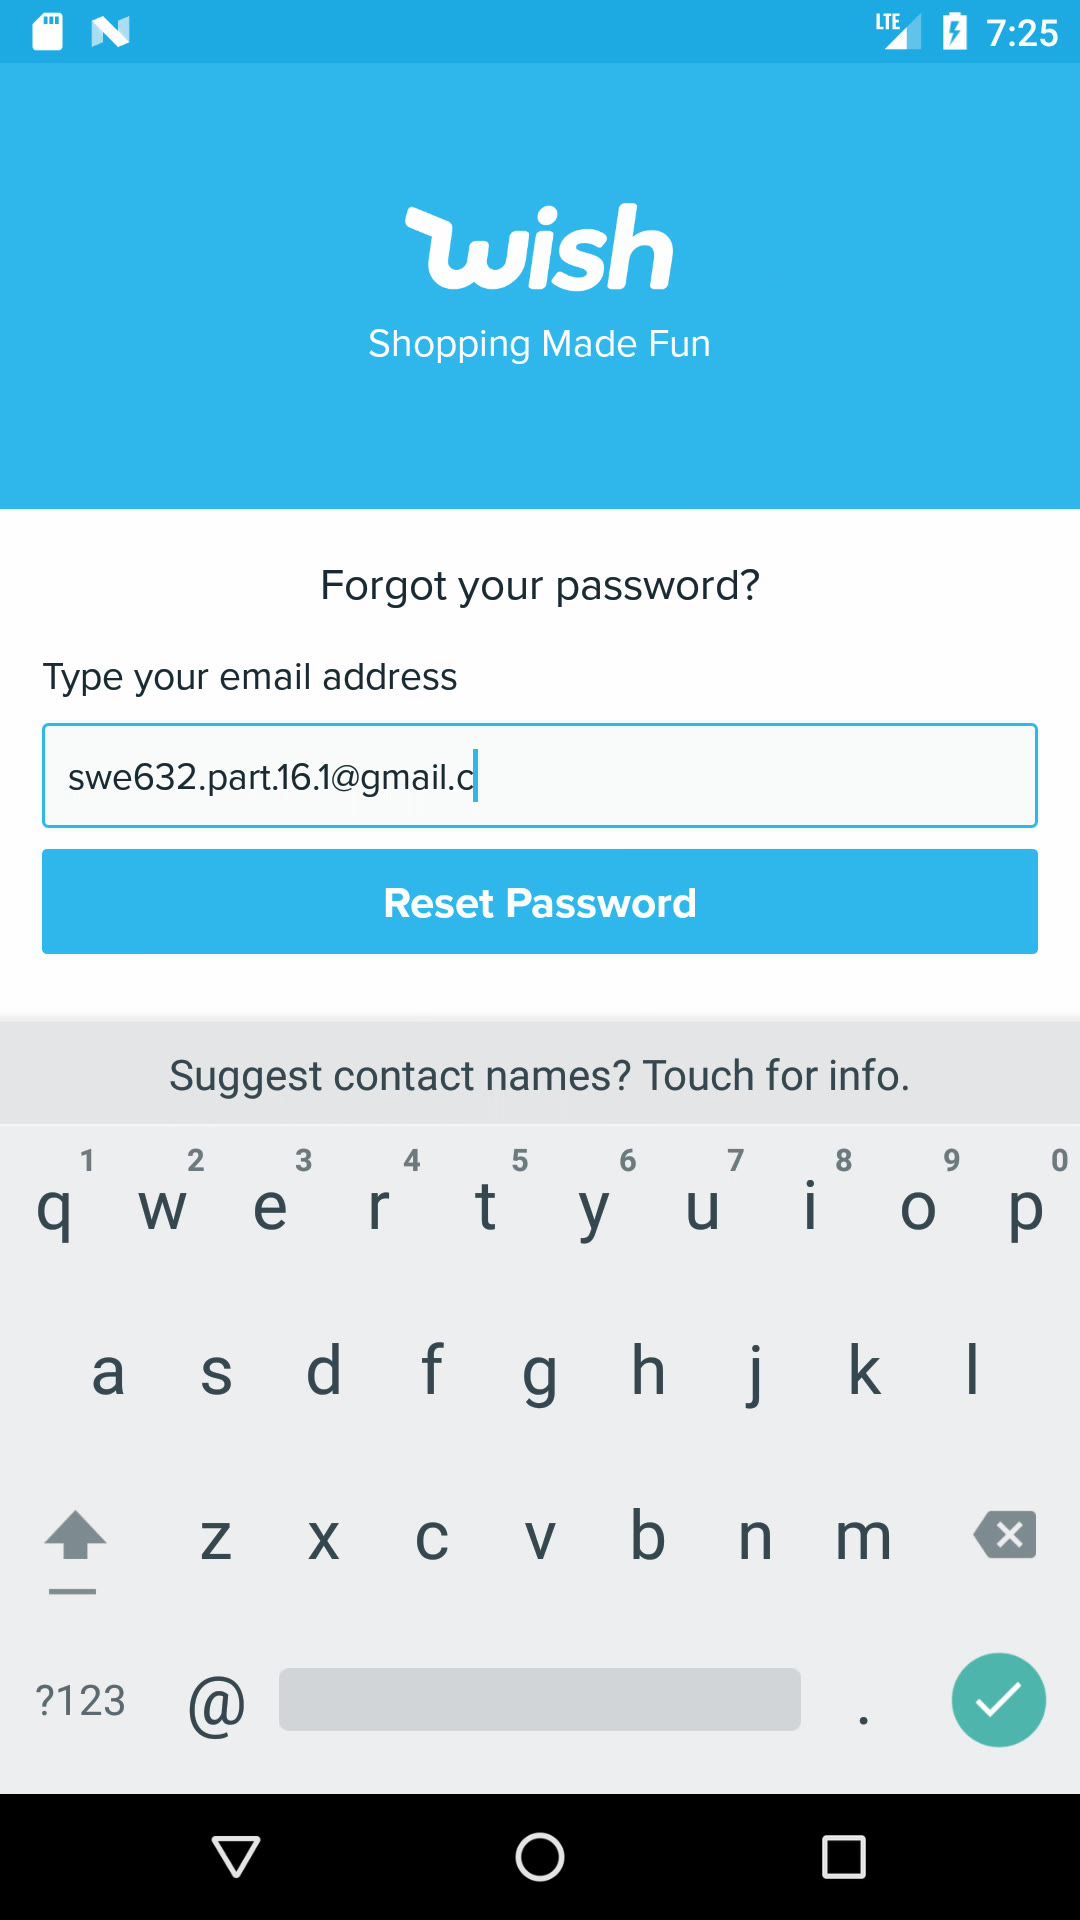 LTE 7:25
wish
Shopping Made Fun
Forgot your password?
Type your email address
swe632.part.16.1@gmail.c
Reset Password
Suggest contact names? Touch for info.
1 2 3 4 5 6 7 8 9 0
q w e r t y u i o p
a s d f g h j k l
z x c v b n m
?123 @ .